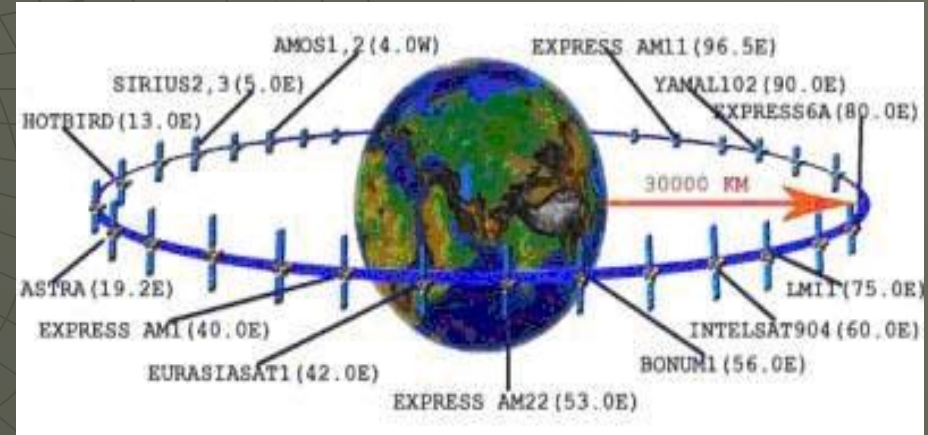 AMOS1,2(4.0W)
EXPRESS AM11(96.5E)
SIRIUS2,3(5.0E)
YAMAL102(90.0E)
HOTBIRD(13.0E)
EXPRESS6A(80.0E)
30000 KM
ASTRA(19.2E)
LMI1(75.0E)
EXPRESS AM1(40.0E)
INTELSAT904(60.0E)
EURASIASAT1(42.0E)
BONUM1(56.0E)
EXPRESS AM22(53.0E)